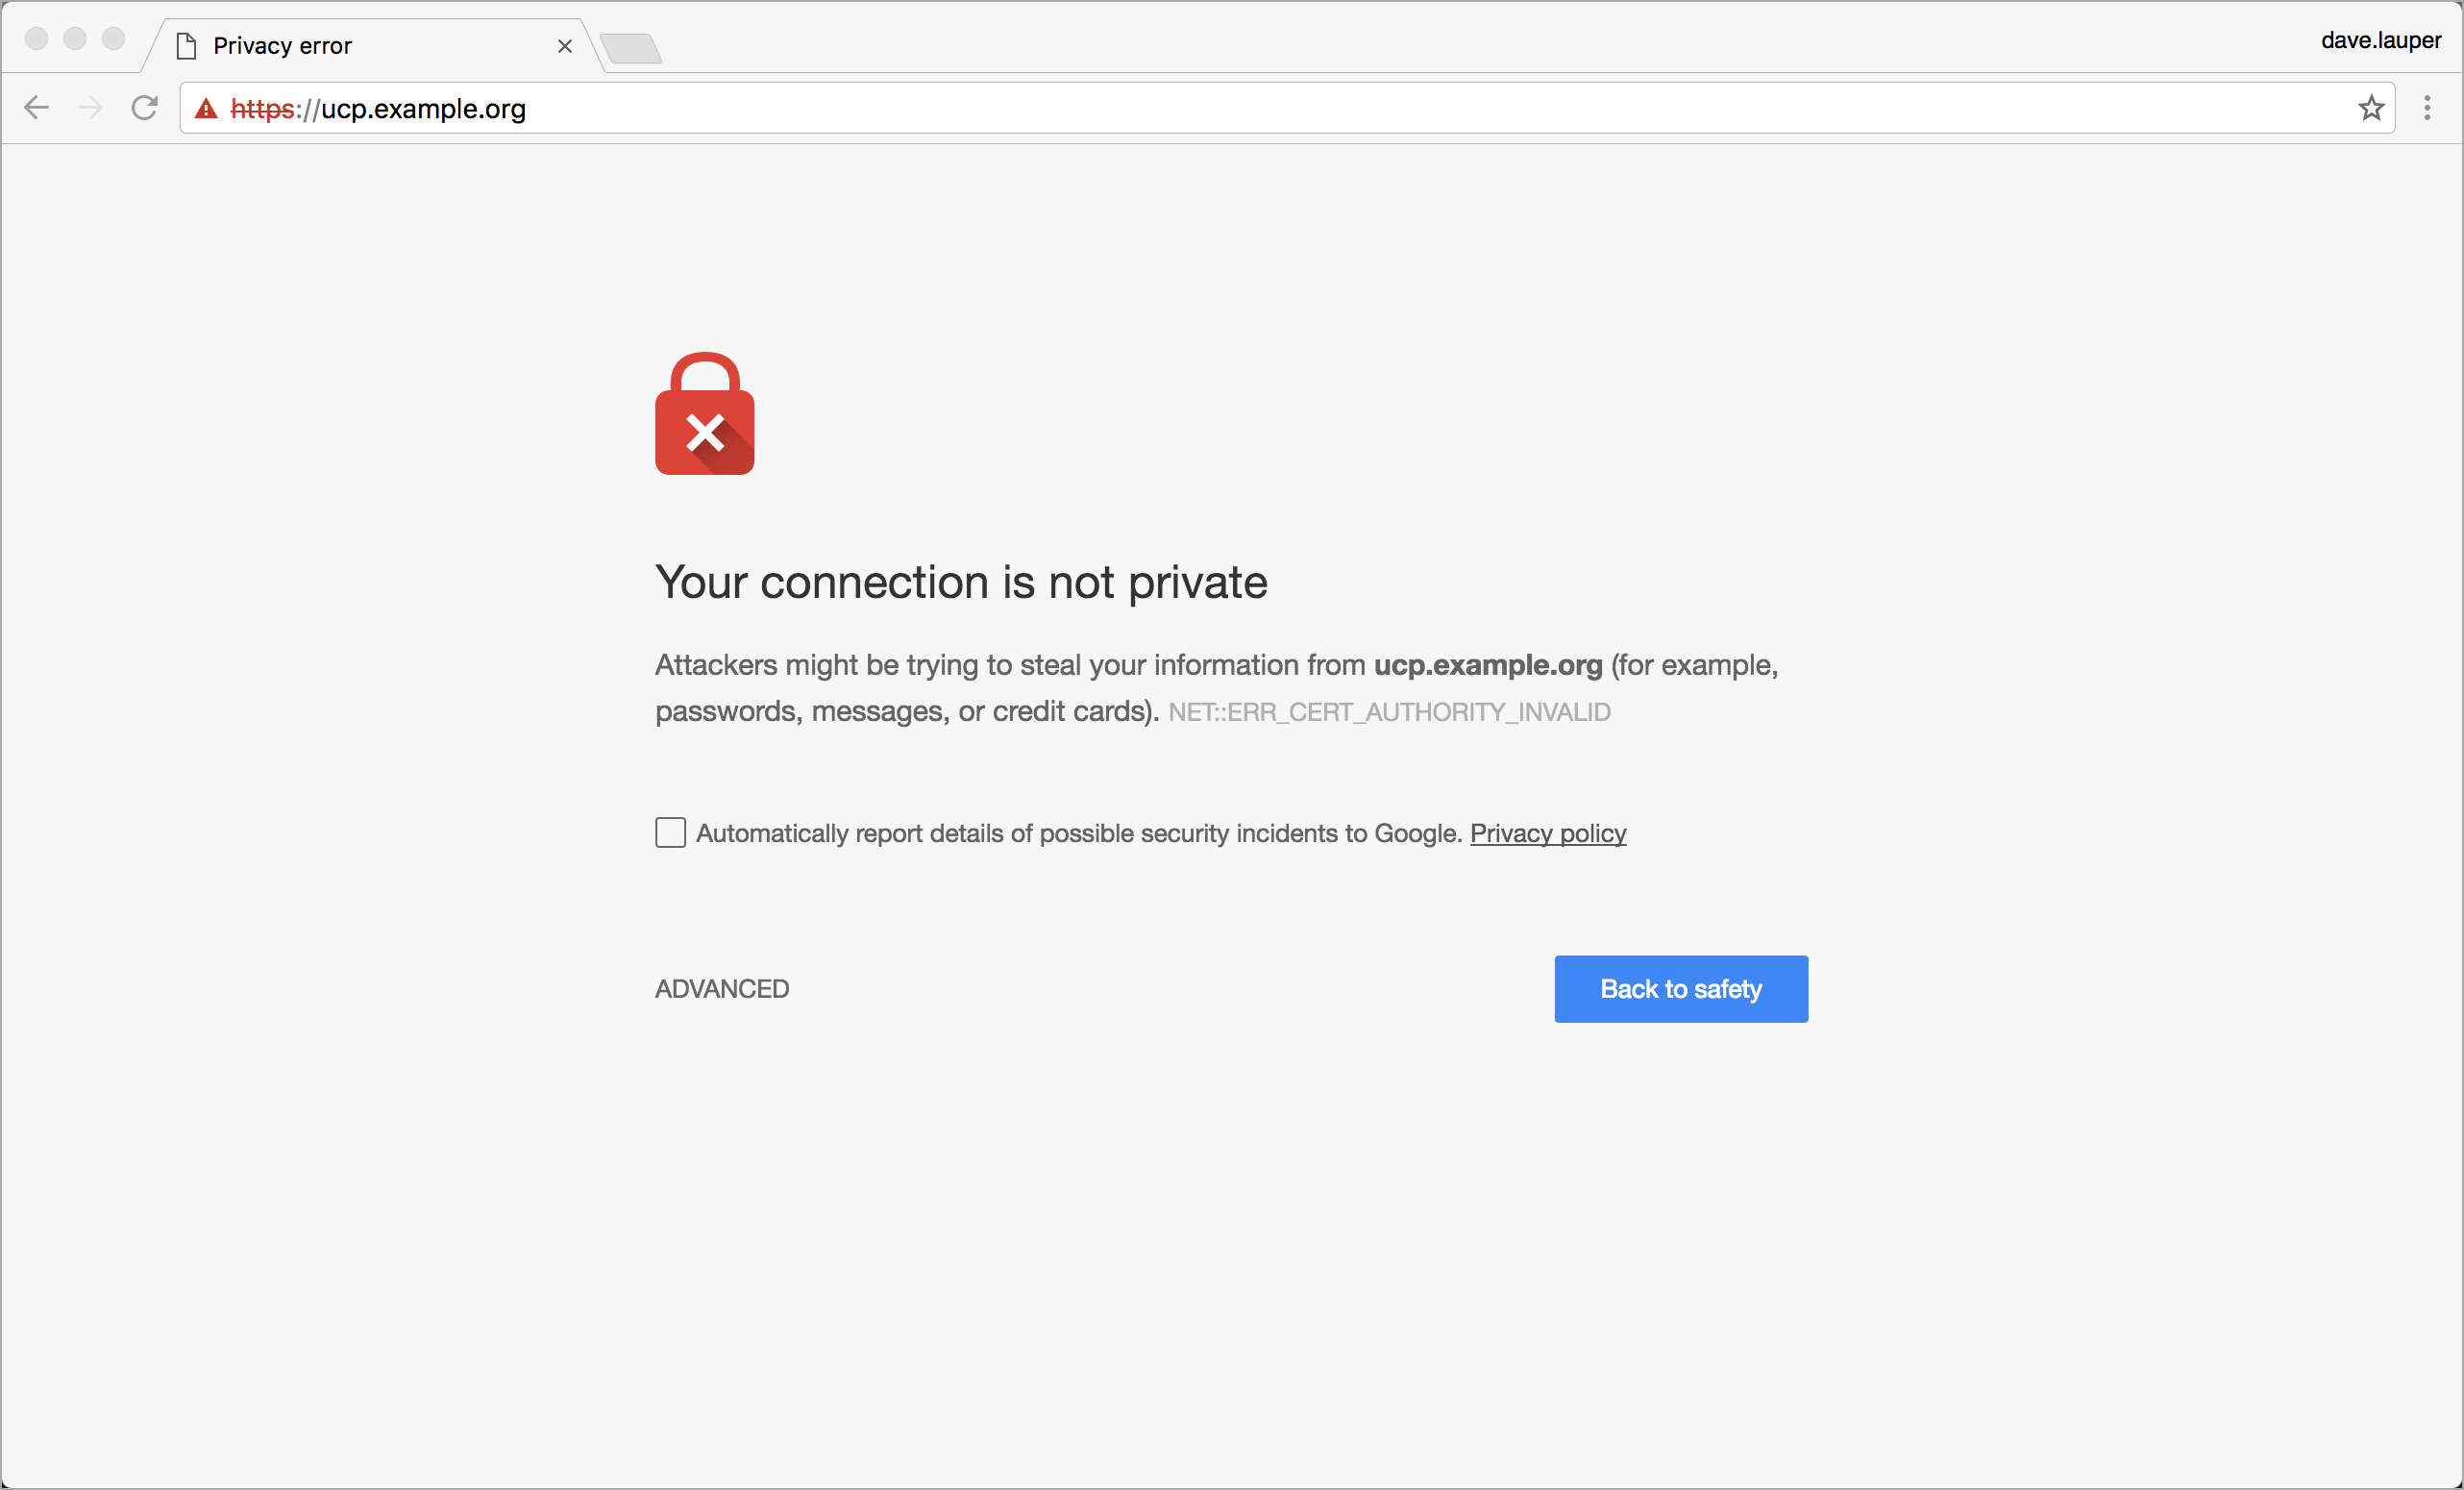 Privacy error
dave.lauper
https://ucp.example.org
Your connection is not private
Attackers might be trying to steal your information from ucp.example.org (for example,
passwords, messages, or credit cards). NET::ERR_CERT_AUTHORITY_INVALID
Automatically report details of possible security incidents to Google. Privacy policy
ADVANCED
Back to safety